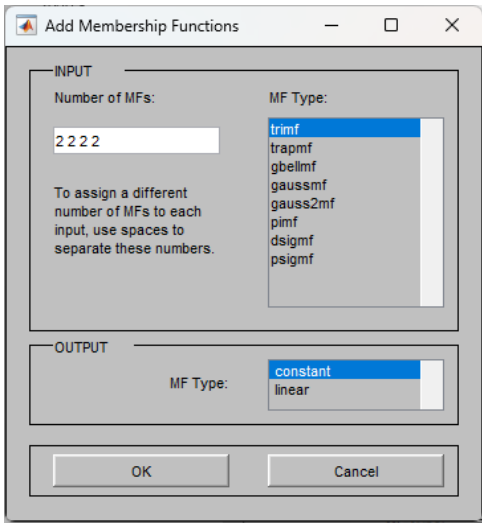 Add Membership Functions
INPUT
Number of MFs:
2 2 2 2
To assign a different
number of MFs to each
input, use spaces to
separate these numbers.
MF Type:
trimf
trapmf
gbellmf
gaussmf
gauss2mf
pimf
dsigmf
psigmf
OUTPUT
MF Type:
constant
linear
OK
Cancel